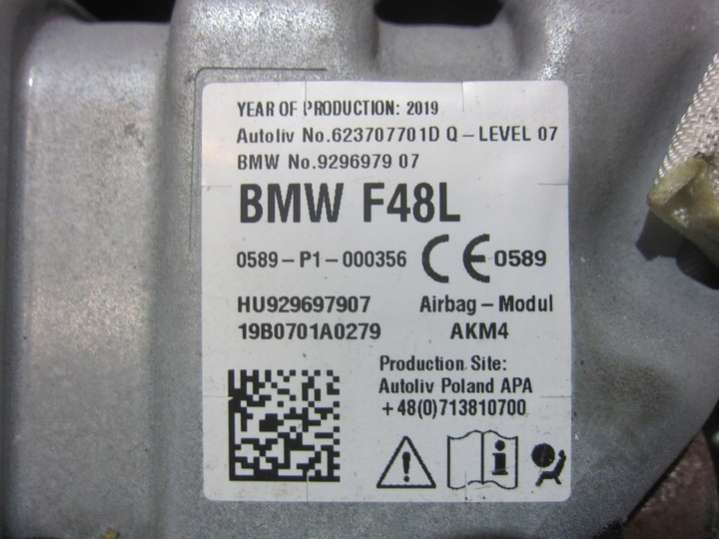 YEAR OF PRODUCTION: 2019
Autoliv No.623707701D Q-LEVEL 07
BMW No.9296979 07
BMW F48L
0589-P1-000356 CE 0589
HU929697907 Airbag-Modul
19B0701A0279 AKM4
Production Site:
Autoliv Poland APA
+48(0)713810700